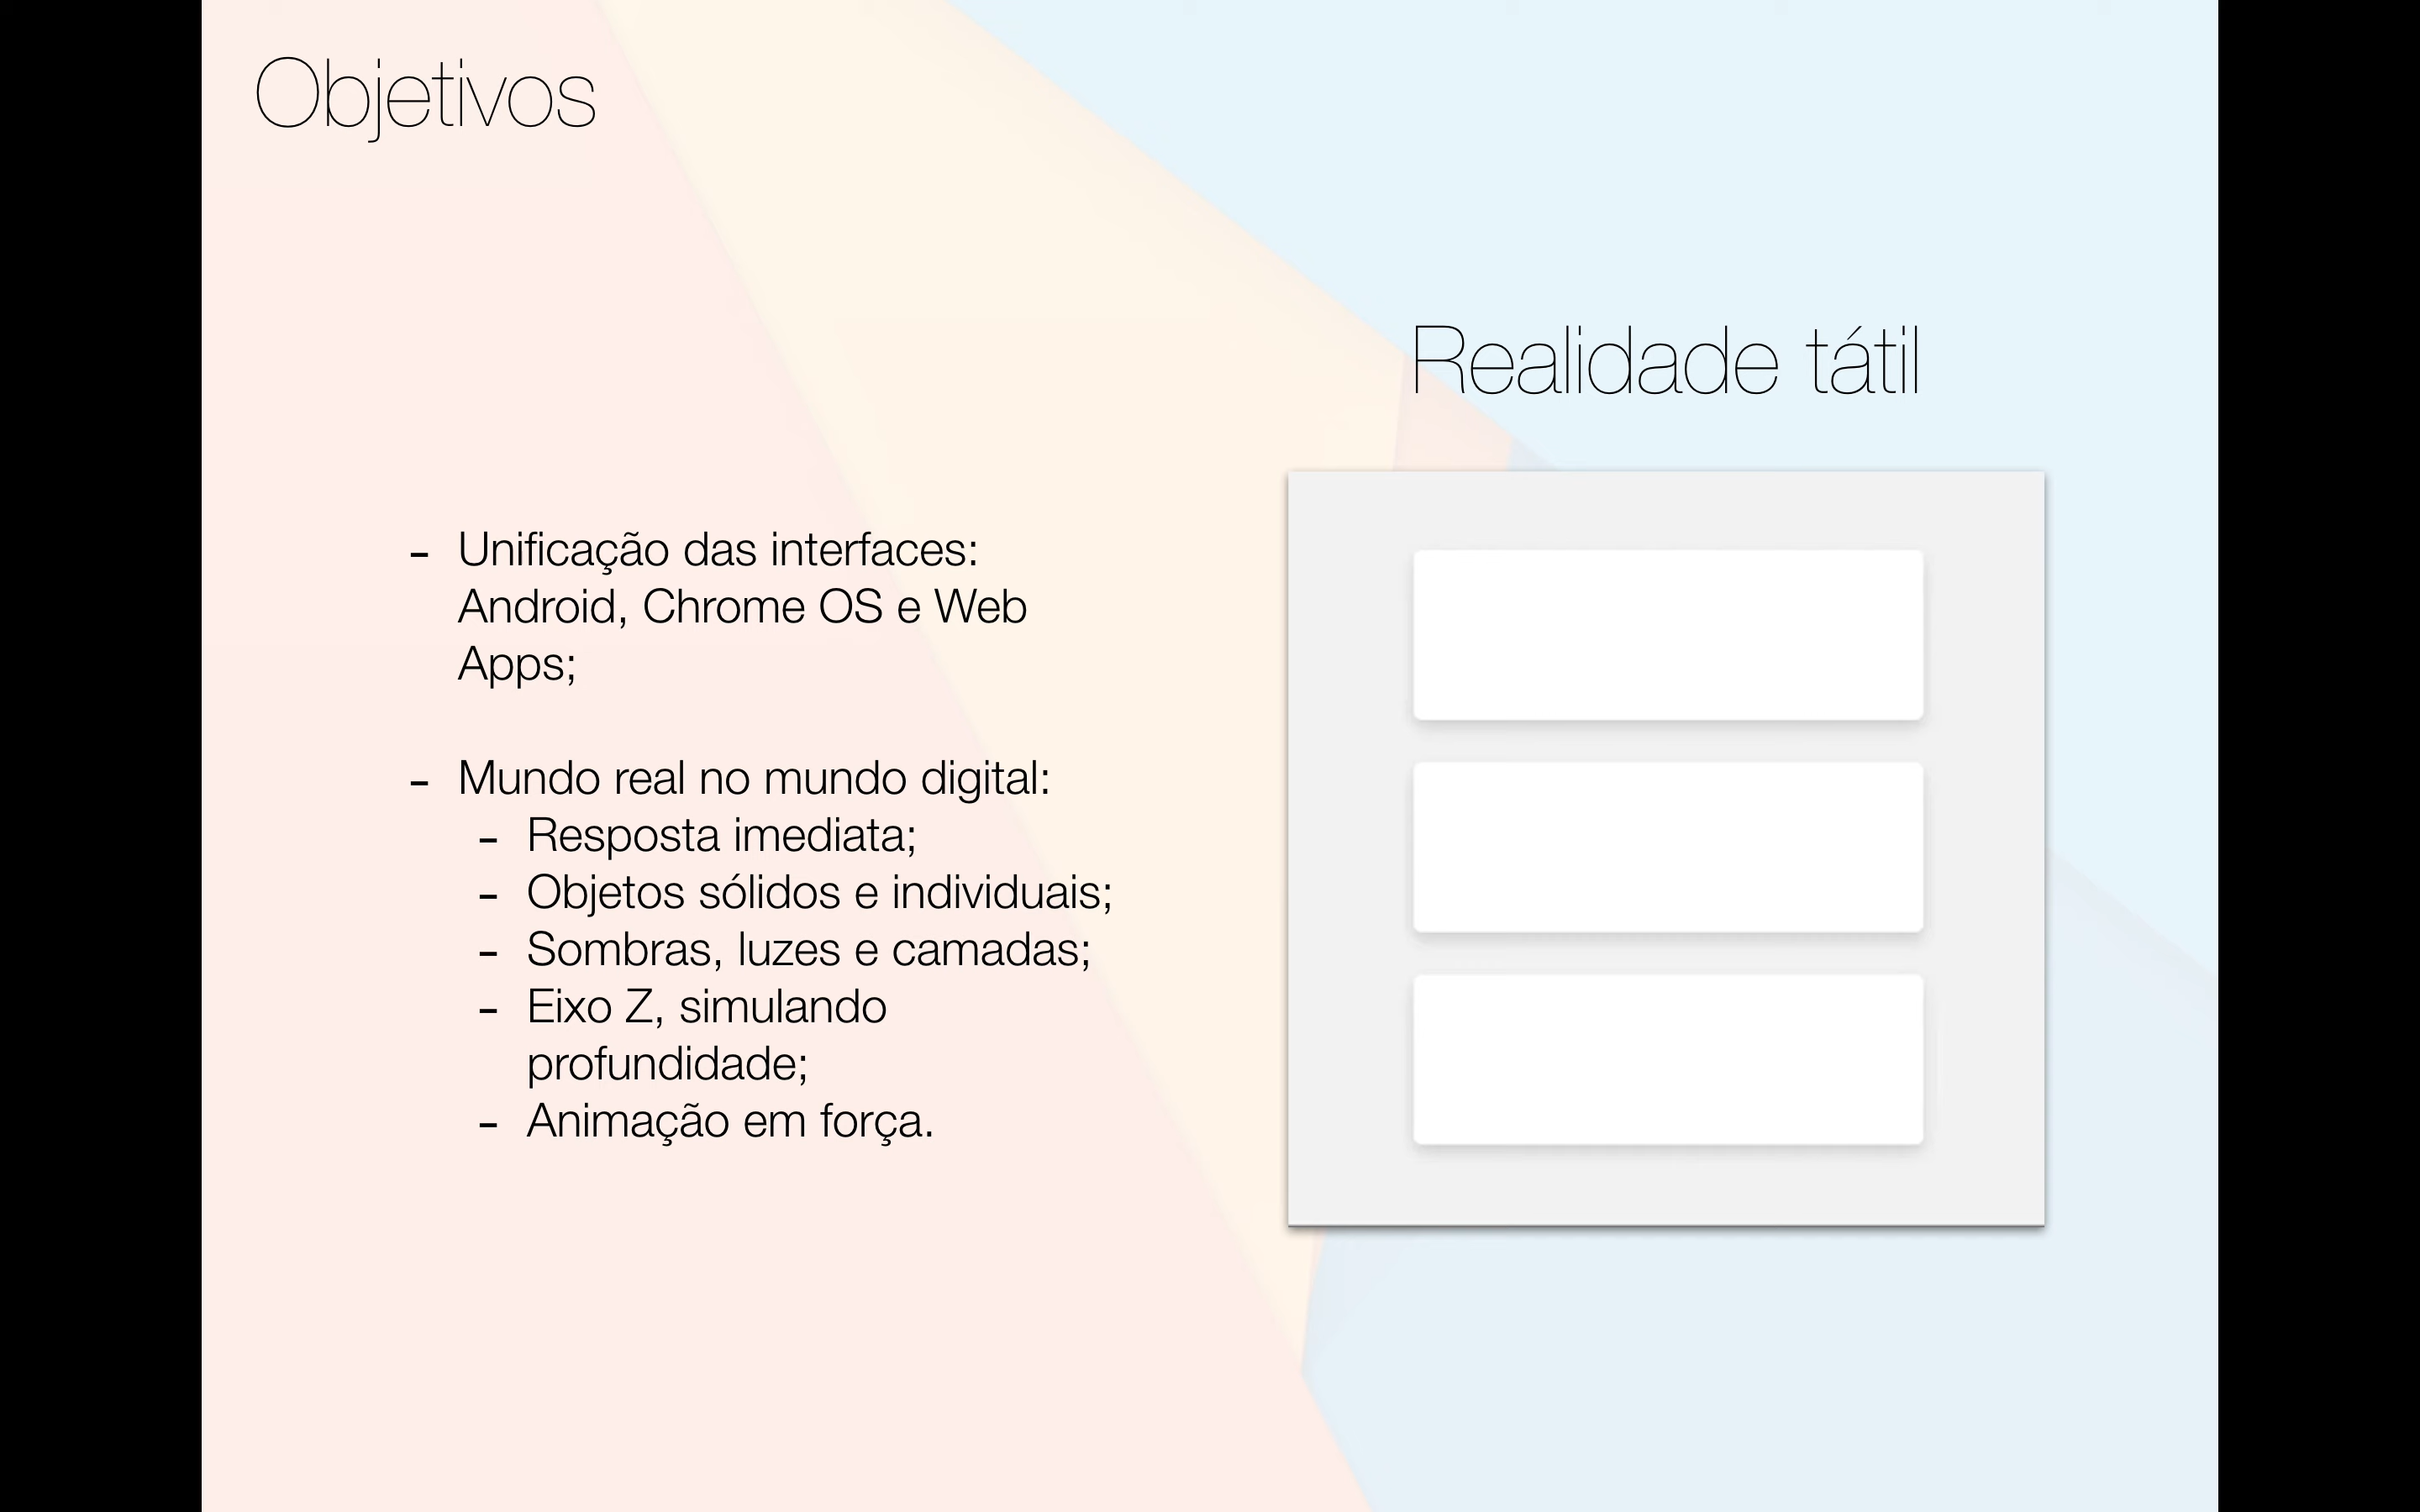 Objetivos
Realidade tátil
- Unificação das interfaces:
Android, Chrome OS e Web
Apps;
- Mundo real no mundo digital:
- Resposta imediata;
- Objetos sólidos e individuais;
- Sombras, luzes e camadas;
- Eixo Z, simulando
profundidade;
- Animação em força.